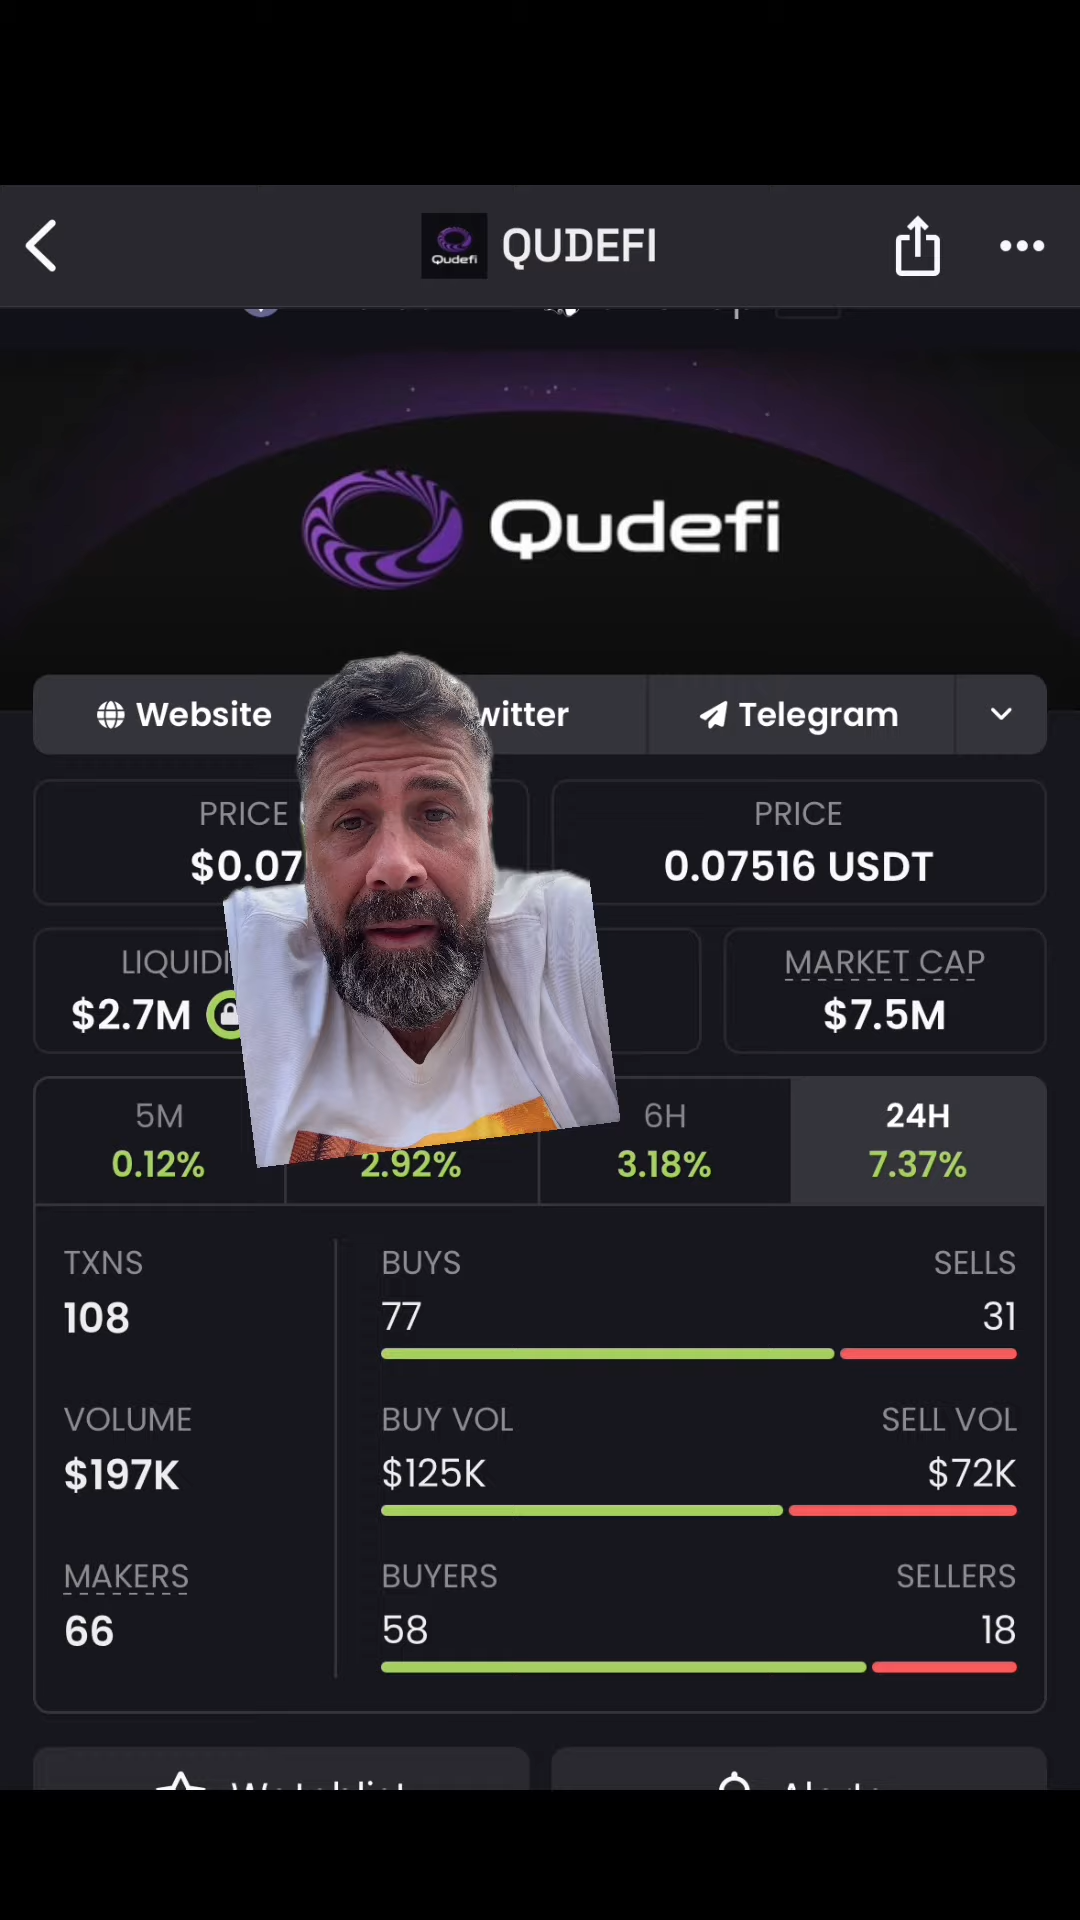 Qudefi
QUDEFI
Qudefi
Website
witter
Telegram
PRICE
$0.07
PRICE
0.07516 USDT
LIQUIDI
$2.7M
MARKET CAP
$7.5M
5M
0.12%
2.92%
6H
3.18%
24H
7.37%
TXNS
108
BUYS
77
SELLS
31
VOLUME
$197K
BUY VOL
$125K
SELL VOL
$72K
MAKERS
66
BUYERS
58
SELLERS
18